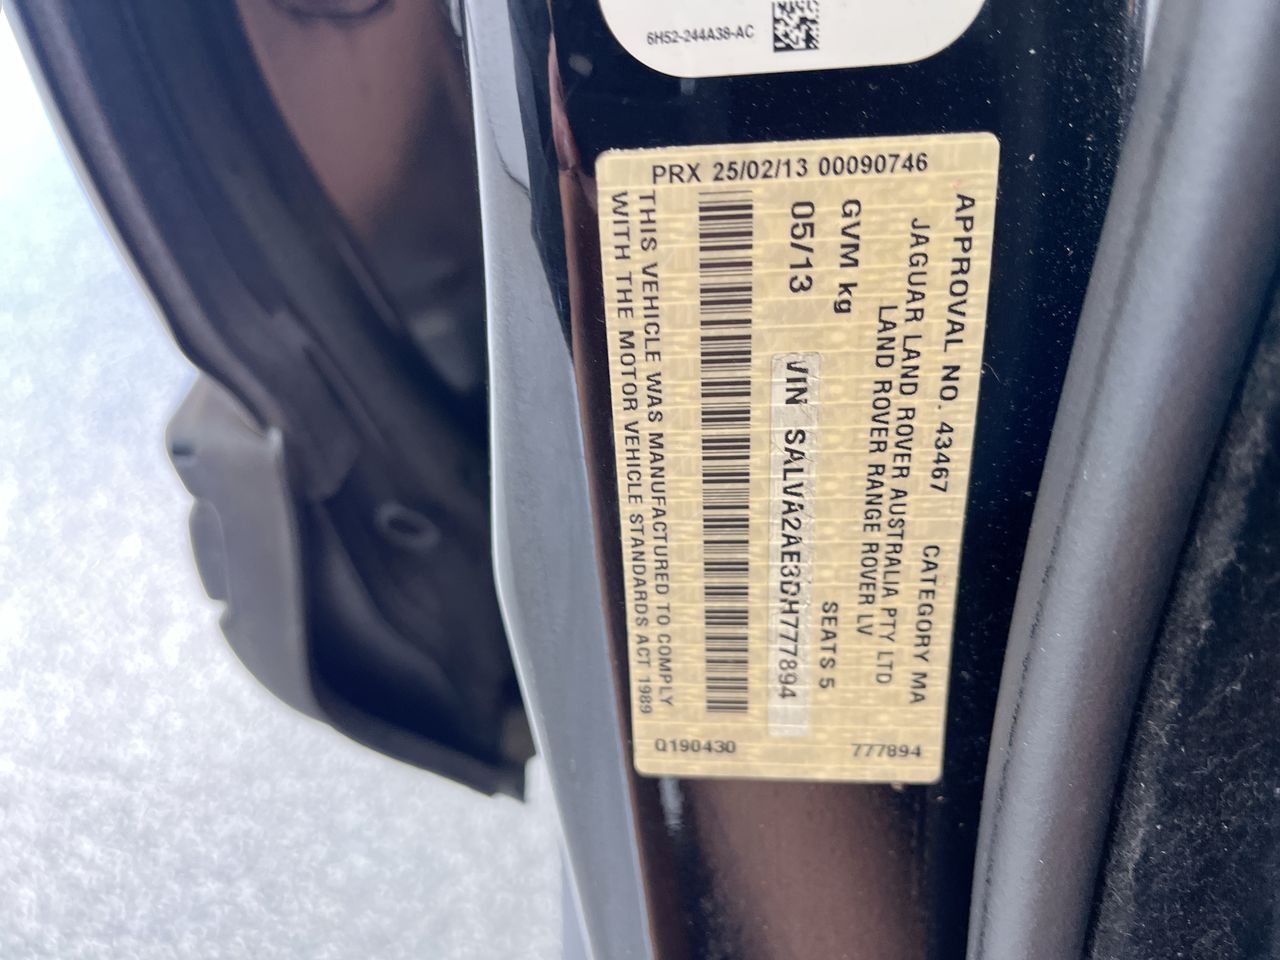 6H52-244A38-AC
PRX 25/02/13 00090746
APPROVAL NO. 43467 CATEGORY MA
JAGUAR LAND ROVER AUSTRALIA PTY LTD
LAND ROVER RANGE ROVER LV
GVM kg SEATS 5
05/13 VIN SALVA2AE3DH777894
THIS VEHICLE WAS MANUFACTURED TO COMPLY
WITH THE MOTOR VEHICLE STANDARDS ACT 1989
Q190430 777894